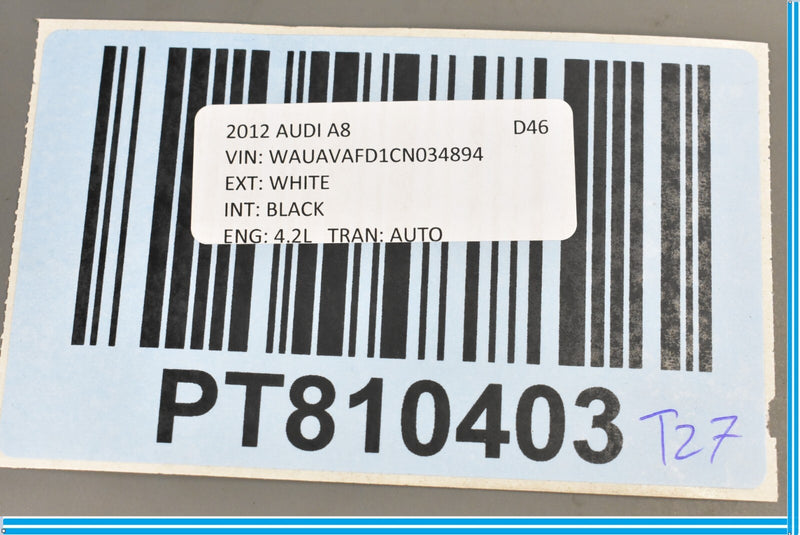 2012 AUDI A8 D46
VIN: WAUAVAFD1CN034894
EXT: WHITE
INT: BLACK
ENG: 4.2L TRAN: AUTO
PT810403
T27